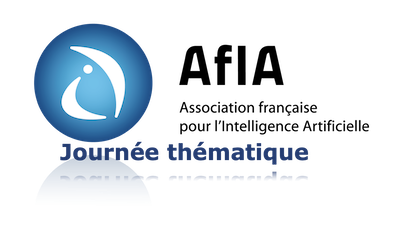 AfIA
Association française
pour l'Intelligence Artificielle
Journée thématique